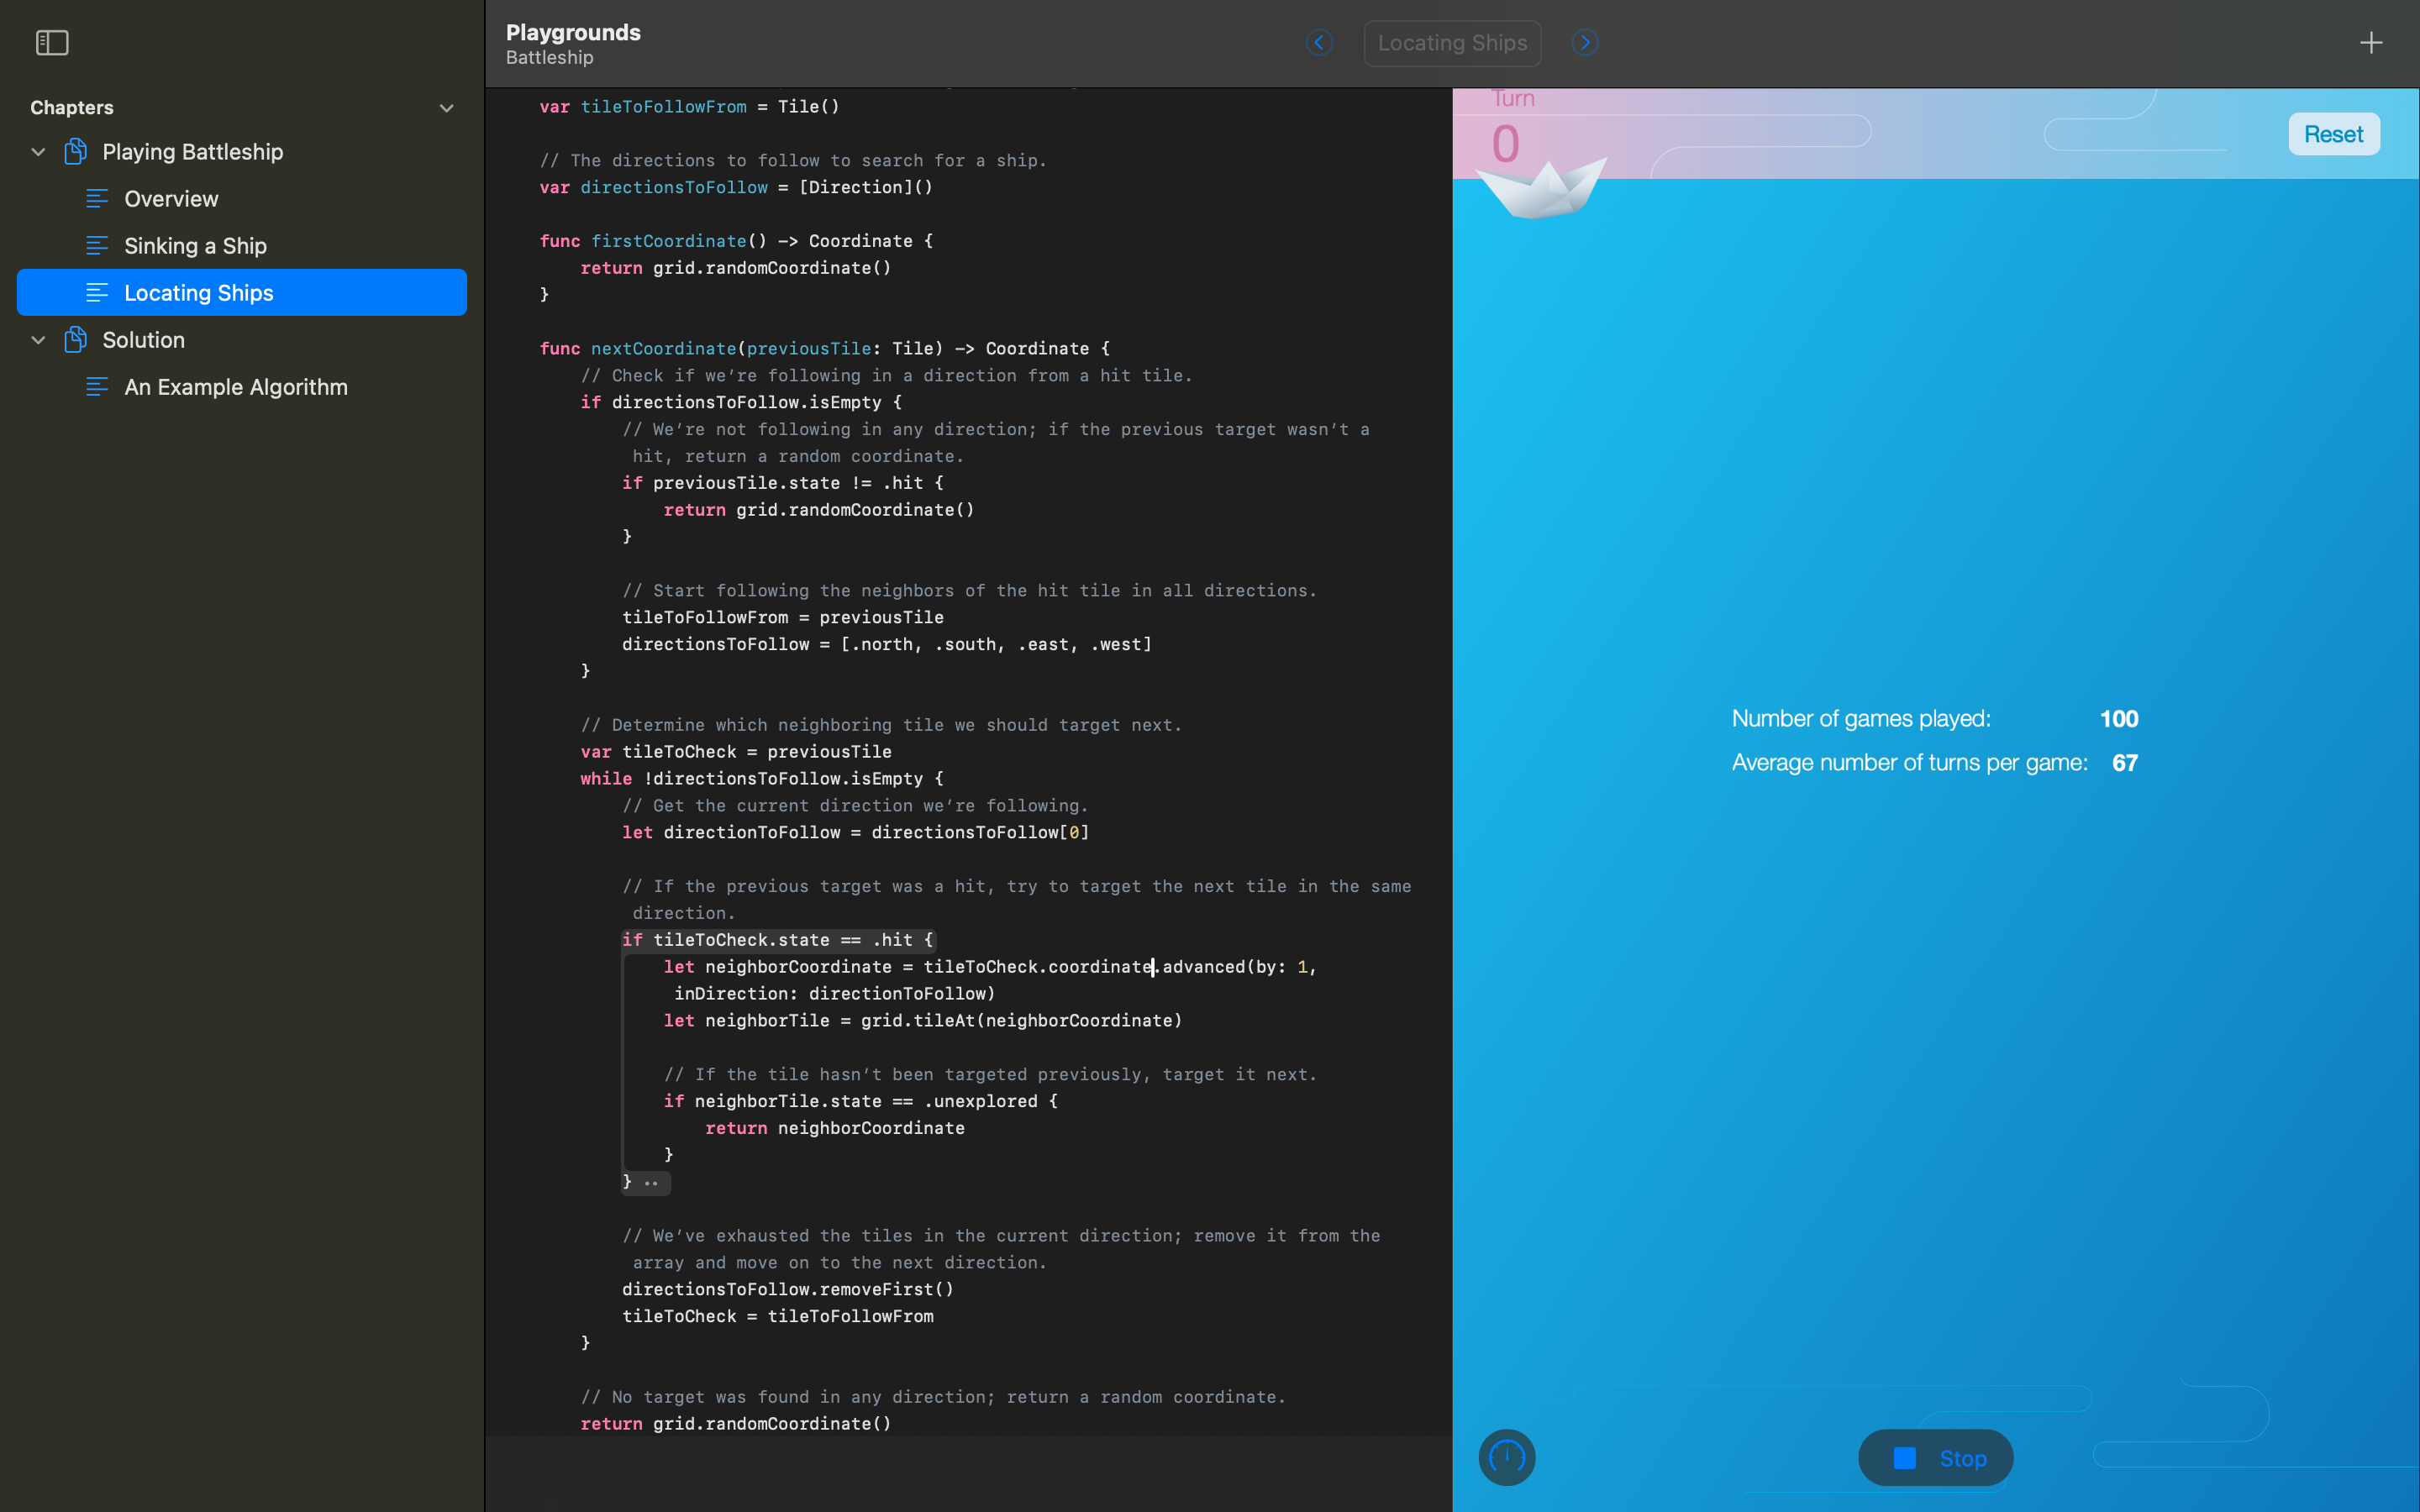 Playgrounds
Battleship
Locating Ships
Chapters
Playing Battleship
Overview
Sinking a Ship
Locating Ships
Solution
An Example Algorithm
var tileToFollowFrom = Tile()
// The directions to follow to search for a ship.
var directionsToFollow = [Direction]()
func firstCoordinate() -> Coordinate {
return grid.randomCoordinate()
}
func nextCoordinate(previousTile: Tile) -> Coordinate {
// Check if we’re following in a direction from a hit tile.
if directionsToFollow.isEmpty {
// We’re not following in any direction; if the previous target wasn’t a
hit, return a random coordinate.
if previousTile.state != .hit {
return grid.randomCoordinate()
}
// Start following the neighbors of the hit tile in all directions.
tileToFollowFrom = previousTile
directionsToFollow = [.north, .south, .east, .west]
}
// Determine which neighboring tile we should target next.
var tileToCheck = previousTile
while !directionsToFollow.isEmpty {
// Get the current direction we’re following.
let directionToFollow = directionsToFollow[0]
// If the previous target was a hit, try to target the next tile in the same
direction.
if tileToCheck.state == .hit {
let neighborCoordinate = tileToCheck.coordinate.advanced(by: 1,
inDirection: directionToFollow)
let neighborTile = grid.tileAt(neighborCoordinate)
// If the tile hasn’t been targeted previously, target it next.
if neighborTile.state == .unexplored {
return neighborCoordinate
}
}
// We’ve exhausted the tiles in the current direction; remove it from the
array and move on to the next direction.
directionsToFollow.removeFirst()
tileToCheck = tileToFollowFrom
}
// No target was found in any direction; return a random coordinate.
return grid.randomCoordinate()
Turn
0
Reset
Number of games played: 100
Average number of turns per game: 67
Stop